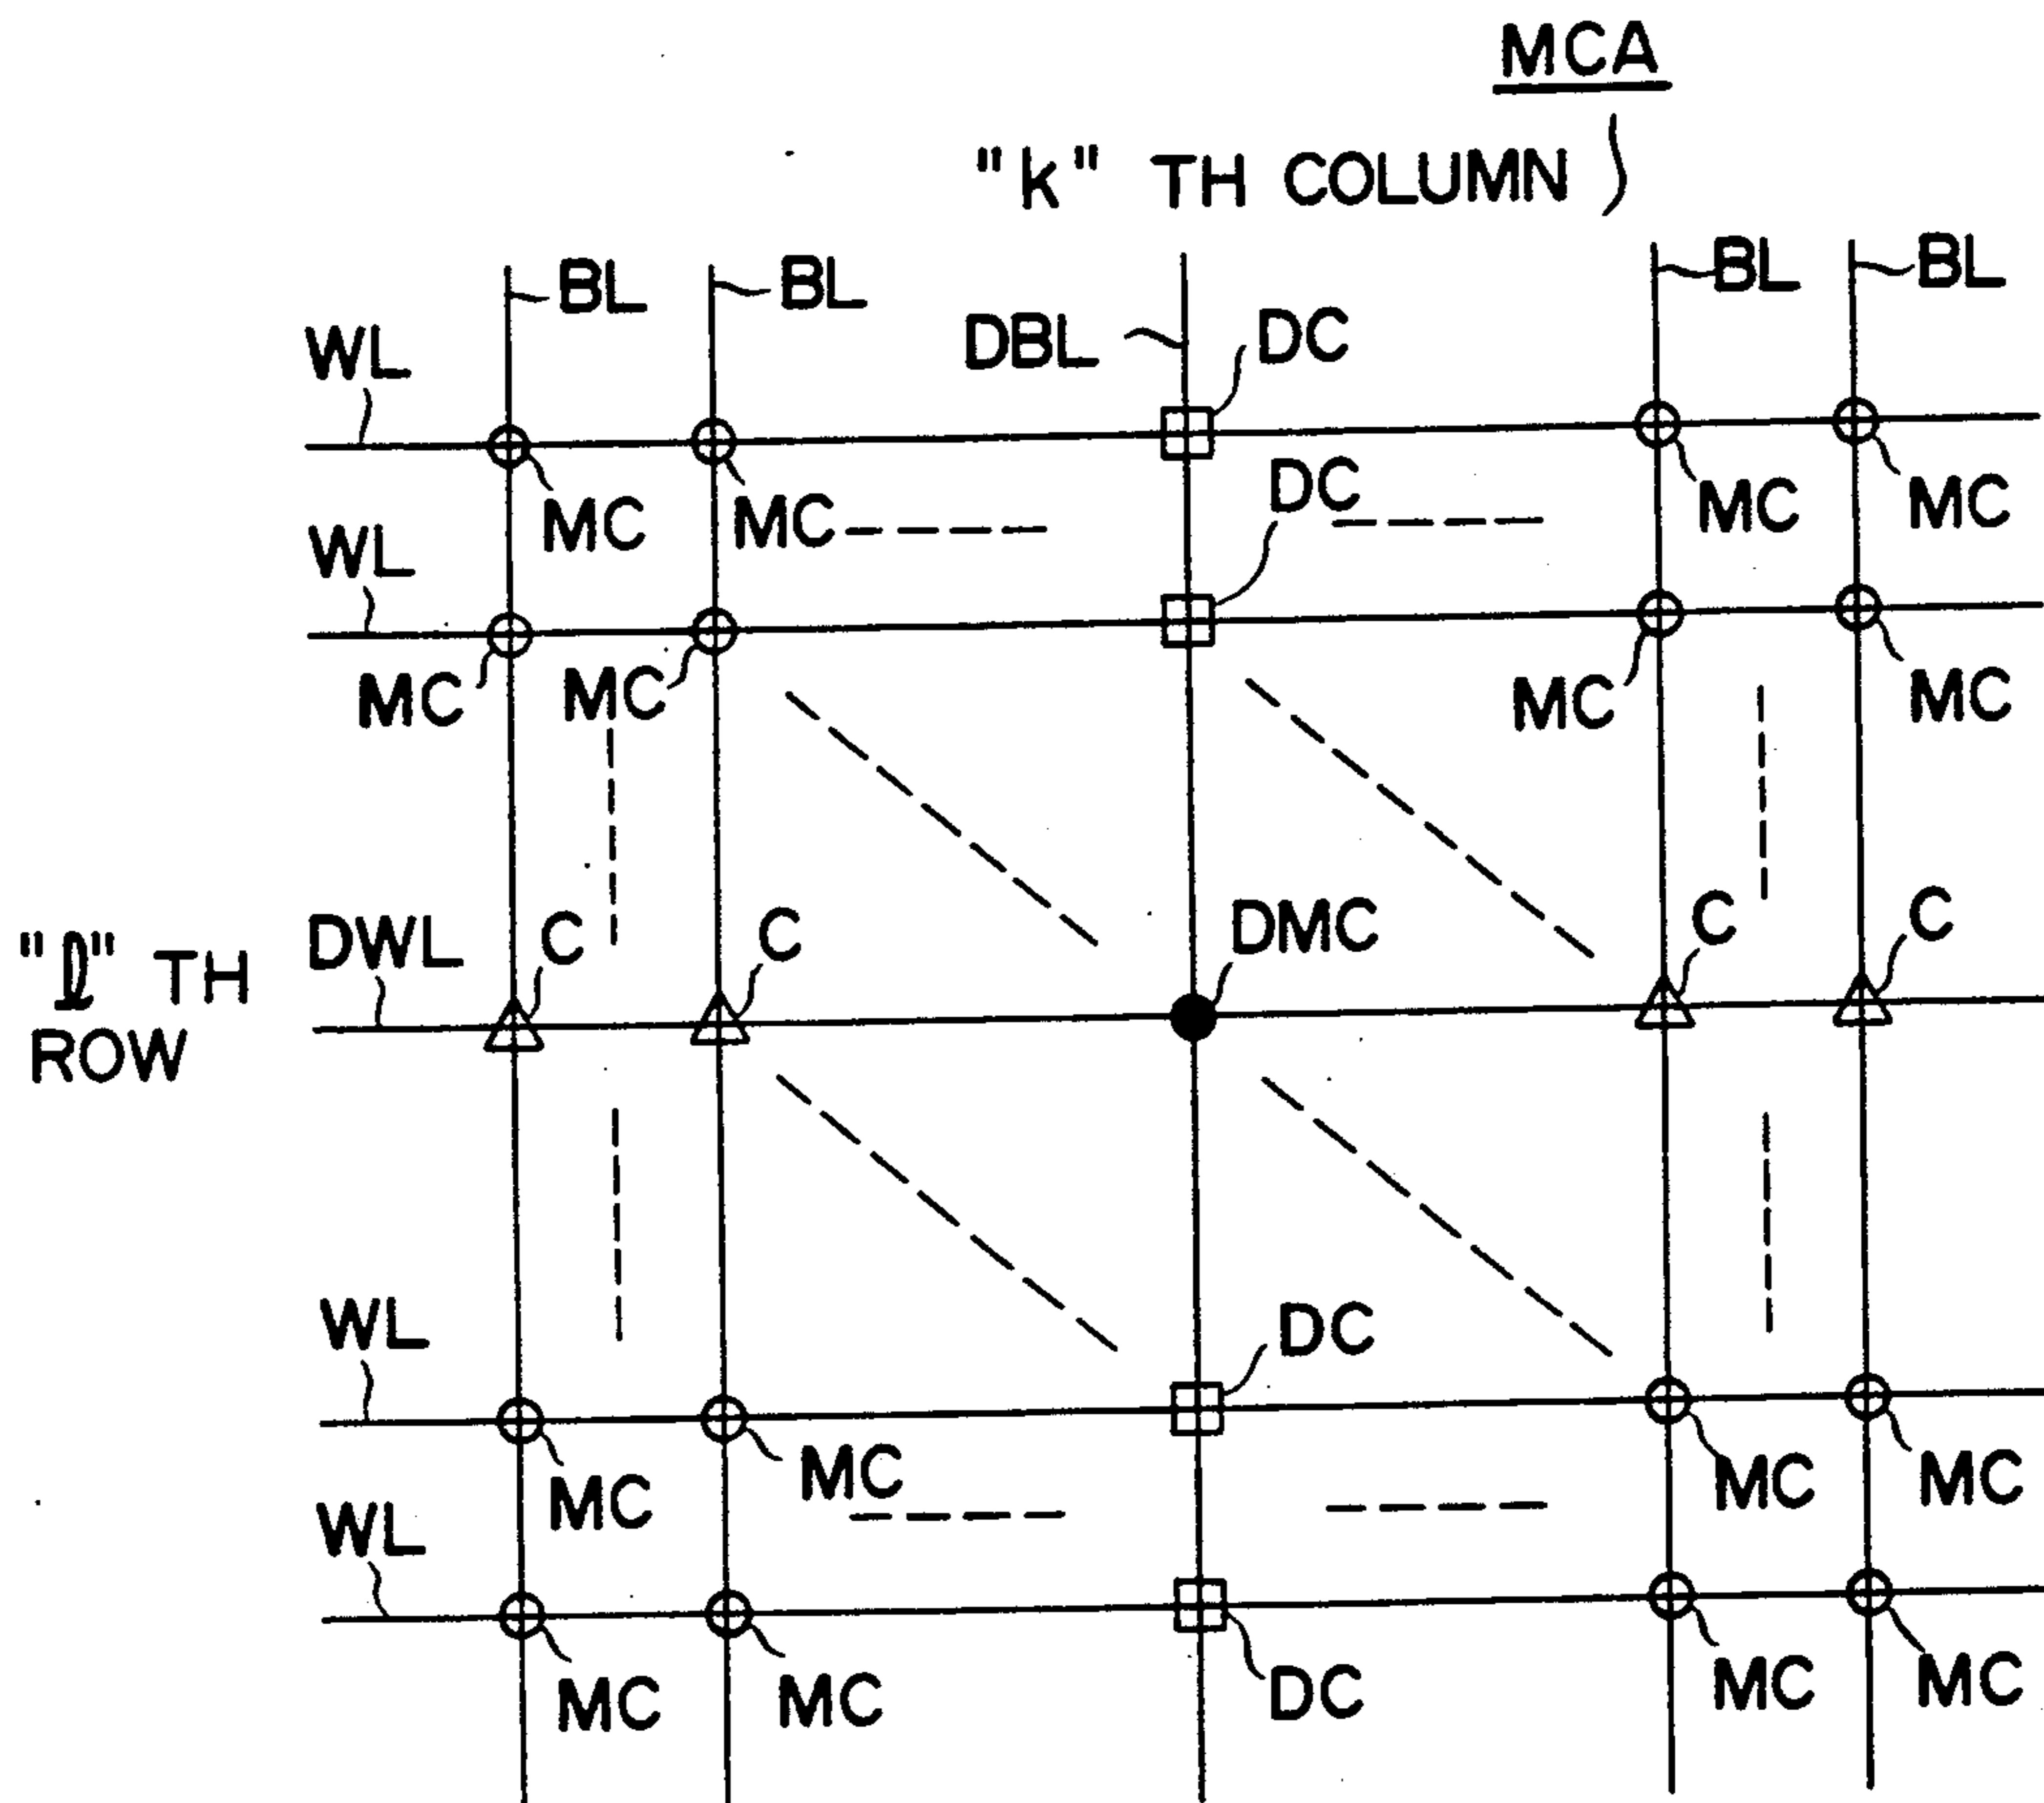 MCA
"k" TH COLUMN
BL BL BL BL
WL DBL DC
DC
MC MC MC MC
WL
MC MC MC MC
"l" TH ROW
DWL C C DMC C C
WL DC
MC MC MC MC
WL
MC MC DC MC MC